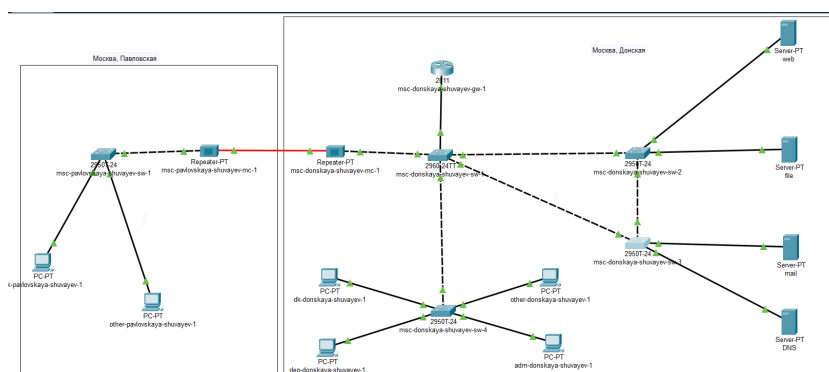 Москва, Павловская
Москва, Донская
Server-PT
web
2811
msc-donskaya-shuvayev-gw-1
2950T-24
msc-pavlovskaya-shuvayev-sw-1
Repeater-PT
msc-pavlovskaya-shuvayev-mc-1
Repeater-PT
msc-donskaya-shuvayev-mc-1
msc-donskaya-shuvayev-sw-1
2950T-24
msc-donskaya-shuvayev-sw-2
Server-PT
file
2950T-24
msc-donskaya-shuvayev-sw-3
Server-PT
mail
PC-PT
k-pavlovskaya-shuvayev-1
PC-PT
other-pavlovskaya-shuvayev-1
PC-PT
dk-donskaya-shuvayev-1
PC-PT
other-donskaya-shuvayev-1
2950T-24
msc-donskaya-shuvayev-sw-4
PC-PT
dep-donskaya-shuvayev-1
PC-PT
adm-donskaya-shuvayev-1
Server-PT
DNS